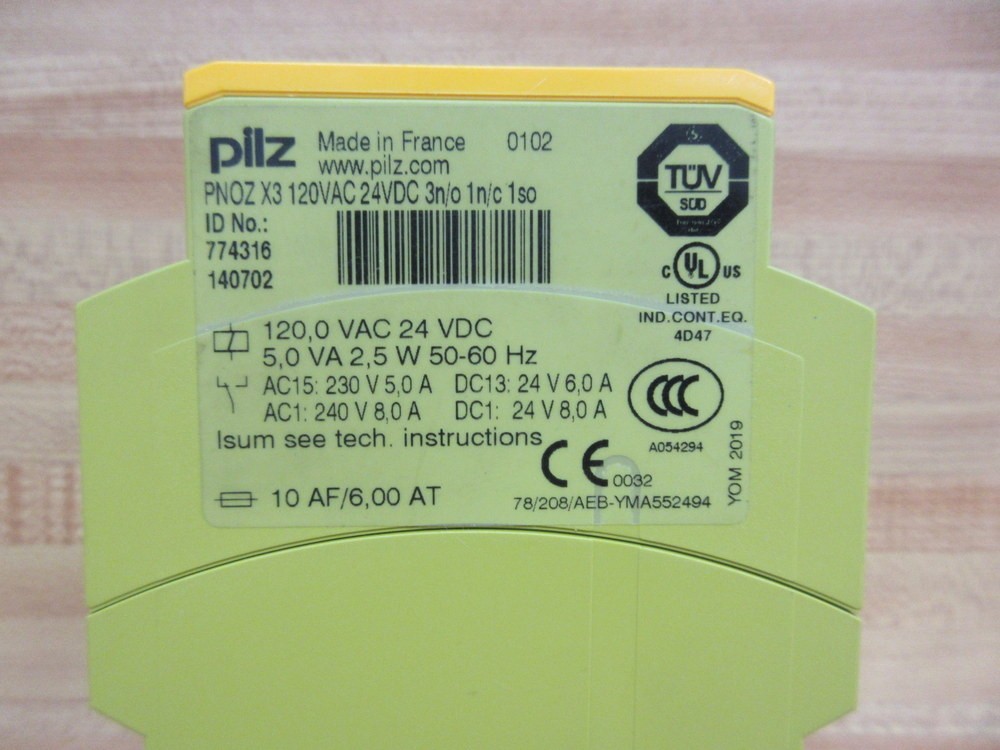 pilz Made in France 0102
www.pilz.com
PNOZ X3 120VAC 24VDC 3n/o 1n/c 1so
ID No.:
774316
140702
TÜV
SÜD
c UL US
LISTED
IND.CONT.EQ.
4D47
120,0 VAC 24 VDC
5,0 VA 2,5 W 50-60 Hz
AC15: 230 V 5,0 A DC13: 24 V 6,0 A
AC1: 240 V 8,0 A DC1: 24 V 8,0 A
Isum see tech. instructions
CCC
A054294
CE 0032
10 AF/6,00 AT
78/208/AEB-YMA552494
YOM 2019